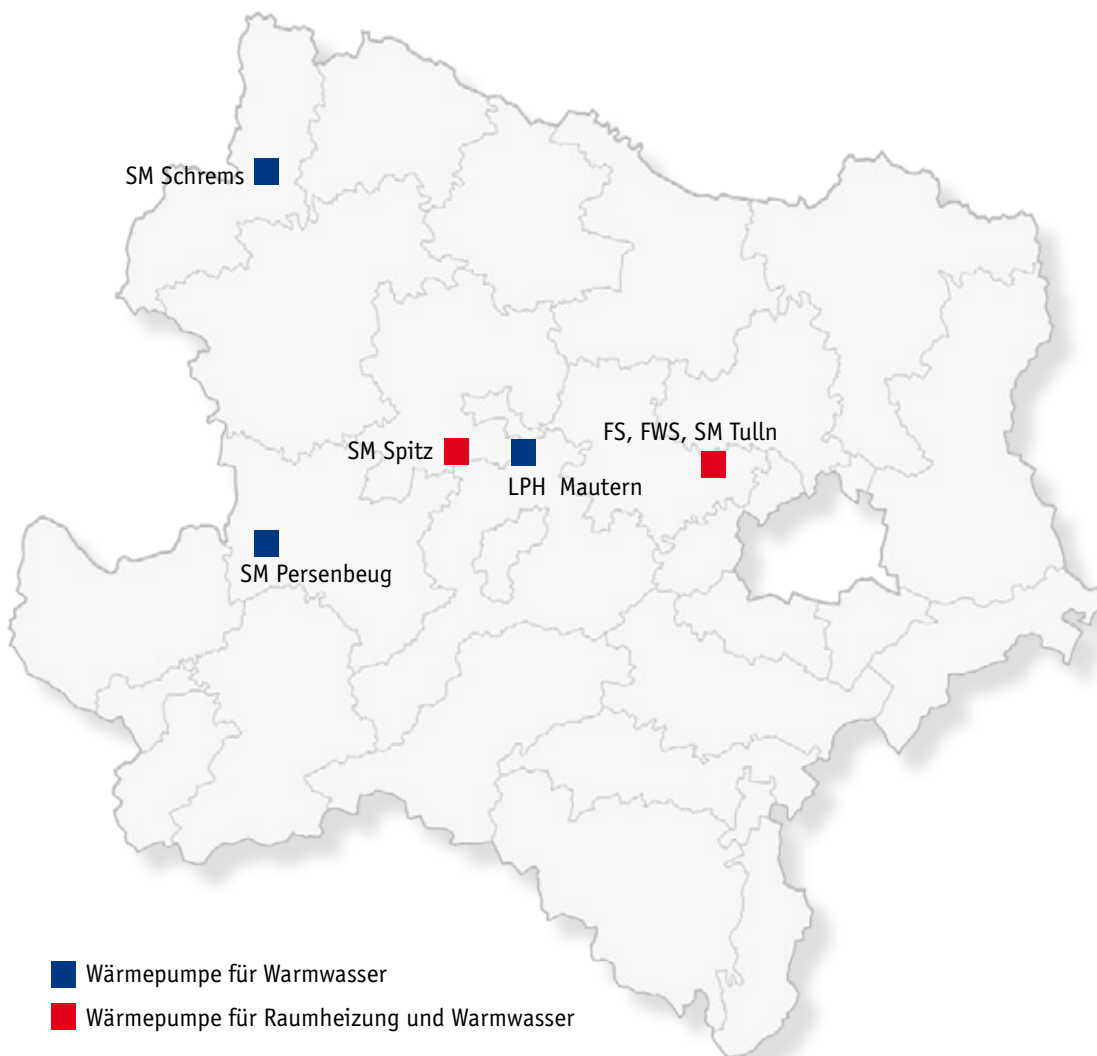 SM Schrems
FS, FWS, SM Tulln
SM Spitz
LPH Mautern
SM Persenbeug
Wärmepumpe für Warmwasser
Wärmepumpe für Raumheizung und Warmwasser